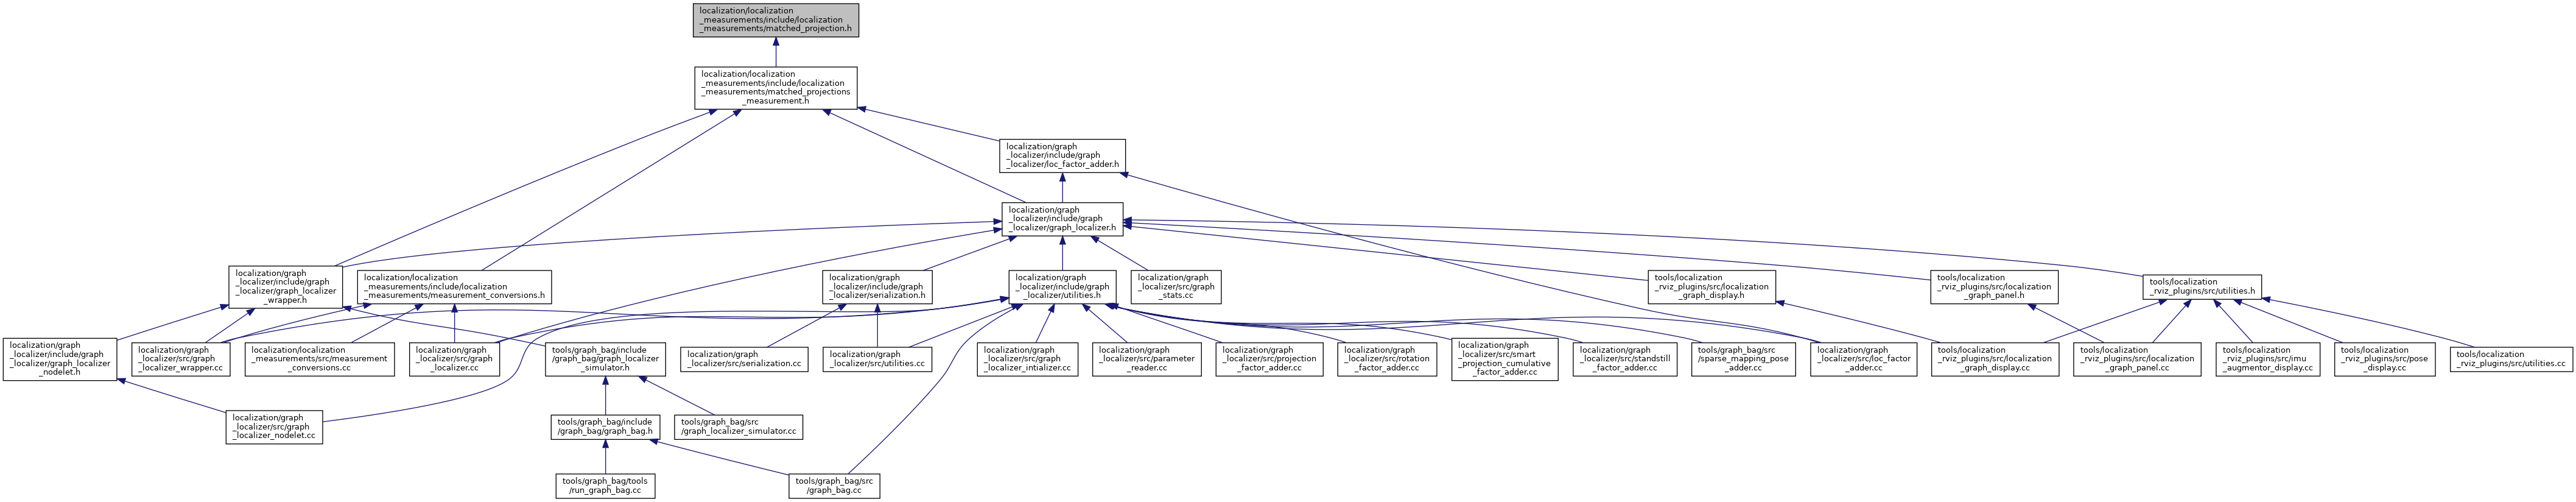 localization/localization
_measurements/include/localization
_measurements/matched_projection.h
localization/localization
_measurements/include/localization
_measurements/matched_projections
_measurement.h
localization/graph
_localizer/include/graph
_localizer/loc_factor_adder.h
localization/graph
_localizer/include/graph
_localizer/graph_localizer.h
localization/graph
_localizer/include/graph
_localizer/graph_localizer
_wrapper.h
localization/localization
_measurements/include/localization
_measurements/measurement_conversions.h
localization/graph
_localizer/include/graph
_localizer/serialization.h
localization/graph
_localizer/include/graph
_localizer/utilities.h
localization/graph
_localizer/src/graph
_stats.cc
tools/localization
_rviz_plugins/src/localization
_graph_display.h
tools/localization
_rviz_plugins/src/localization
_graph_panel.h
tools/localization
_rviz_plugins/src/utilities.h
localization/graph
_localizer/include/graph
_localizer/graph_localizer
_nodelet.h
localization/graph
_localizer/src/graph
_localizer_wrapper.cc
localization/localization
_measurements/src/measurement
_conversions.cc
localization/graph
_localizer/src/graph
_localizer.cc
tools/graph_bag/include
/graph_bag/graph_localizer
_simulator.h
localization/graph
_localizer/src/serialization.cc
localization/graph
_localizer/src/utilities.cc
localization/graph
_localizer/src/graph
_localizer_intializer.cc
localization/graph
_localizer/src/parameter
_reader.cc
localization/graph
_localizer/src/projection
_factor_adder.cc
localization/graph
_localizer/src/rotation
_factor_adder.cc
localization/graph
_localizer/src/smart
_projection_cumulative
_factor_adder.cc
localization/graph
_localizer/src/standstill
_factor_adder.cc
tools/graph_bag/src
/sparse_mapping_pose
_adder.cc
localization/graph
_localizer/src/loc_factor
_adder.cc
tools/localization
_rviz_plugins/src/localization
_graph_display.cc
tools/localization
_rviz_plugins/src/localization
_graph_panel.cc
tools/localization
_rviz_plugins/src/imu
_augmentor_display.cc
tools/localization
_rviz_plugins/src/pose
_display.cc
tools/localization
_rviz_plugins/src/utilities.cc
localization/graph
_localizer/src/graph
_localizer_nodelet.cc
tools/graph_bag/include
/graph_bag/graph_bag.h
tools/graph_bag/src
/graph_localizer_simulator.cc
tools/graph_bag/tools
/run_graph_bag.cc
tools/graph_bag/src
/graph_bag.cc